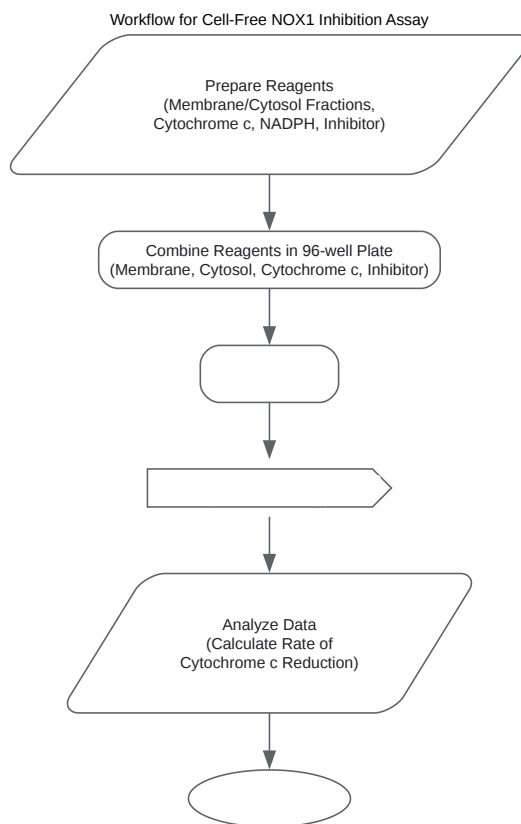 Workflow for Cell-Free NOX1 Inhibition Assay
Prepare Reagents
(Membrane/Cytosol Fractions,
Cytochrome c, NADPH, Inhibitor)
Combine Reagents in 96-well Plate
(Membrane, Cytosol, Cytochrome c, Inhibitor)
Analyze Data
(Calculate Rate of
Cytochrome c Reduction)